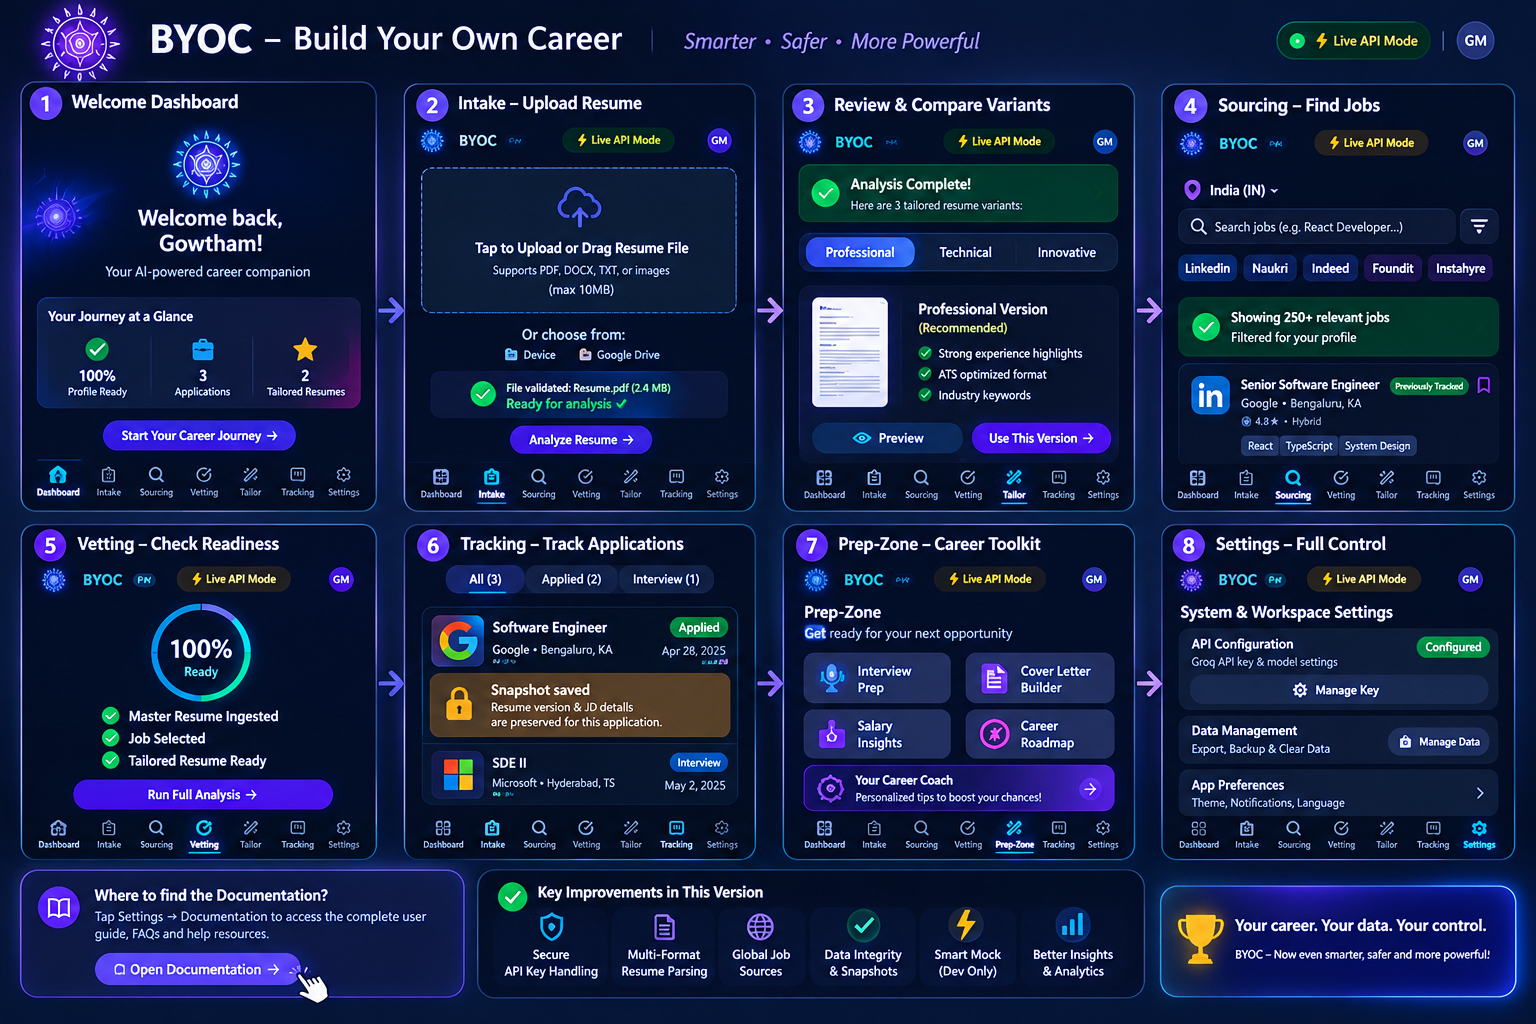 BYOC – Build Your Own Career
Smarter • Safer • More Powerful
Live API Mode
GM
1
Welcome Dashboard
Welcome back,
Gowtham!
Your AI-powered career companion
Your Journey at a Glance
100%
Profile Ready
3
Applications
2
Tailored Resumes
Start Your Career Journey →
Dashboard Intake Sourcing Vetting Tailor Tracking Settings
2
Intake – Upload Resume
BYOC
Live API Mode
GM
Tap to Upload or Drag Resume File
Supports PDF, DOCX, TXT, or images
(max 10MB)
Or choose from:
Device Google Drive
File validated: Resume.pdf (2.4 MB)
Ready for analysis ✓
Analyze Resume →
Dashboard Intake Sourcing Vetting Tailor Tracking Settings
3
Review & Compare Variants
BYOC
Live API Mode
GM
Analysis Complete!
Here are 3 tailored resume variants:
Professional Technical Innovative
Professional Version
(Recommended)
Strong experience highlights
ATS optimized format
Industry keywords
Preview
Use This Version →
Dashboard Intake Sourcing Vetting Tailor Tracking Settings
4
Sourcing – Find Jobs
BYOC
Live API Mode
GM
India (IN)
Search jobs (e.g. React Developer...)
Linkedin Naukri Indeed Foundit Instahyre
Showing 250+ relevant jobs
Filtered for your profile
in
Senior Software Engineer
Previously Tracked
Google • Bengaluru, KA
4.8 ★ • Hybrid
React TypeScript System Design
Dashboard Intake Sourcing Vetting Tailor Tracking Settings
5
Vetting – Check Readiness
BYOC
Live API Mode
GM
100%
Ready
Master Resume Ingested
Job Selected
Tailored Resume Ready
Run Full Analysis →
Dashboard Intake Sourcing Vetting Tailor Tracking Settings
6
Tracking – Track Applications
All (3) Applied (2) Interview (1)
Software Engineer
Applied
Google • Bengaluru, KA
Apr 28, 2025
Snapshot saved
Resume version & JD details
are preserved for this application.
SDE II
Interview
Microsoft • Hyderabad, TS
May 2, 2025
Dashboard Intake Sourcing Vetting Tailor Tracking Settings
7
Prep-Zone – Career Toolkit
BYOC
Live API Mode
GM
Prep-Zone
Get ready for your next opportunity
Interview
Prep
Cover Letter
Builder
Salary
Insights
Career
Roadmap
Your Career Coach
Personalized tips to boost your chances!
Dashboard Intake Sourcing Vetting Prep-Zone Tracking Settings
8
Settings – Full Control
BYOC
Live API Mode
GM
System & Workspace Settings
API Configuration
Configured
Groq API key & model settings
Manage Key
Data Management
Export, Backup & Clear Data
Manage Data
App Preferences
Theme, Notifications, Language
Dashboard Intake Sourcing Vetting Tailor Tracking Settings
Where to find the Documentation?
Tap Settings → Documentation to access the complete user
guide, FAQs and help resources.
Open Documentation →
Key Improvements in This Version
Secure
API Key Handling
Multi-Format
Resume Parsing
Global Job
Sources
Data Integrity
& Snapshots
Smart Mock
(Dev Only)
Better Insights
& Analytics
Your career. Your data. Your control.
BYOC – Now even smarter, safer and more powerful!